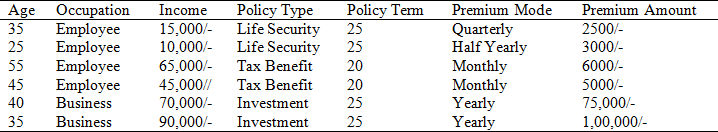 Age Occupation Income Policy Type Policy Term Premium Mode Premium Amount
35 Employee 15,000/- Life Security 25 Quarterly 2500/-
25 Employee 10,000/- Life Security 25 Half Yearly 3000/-
55 Employee 65,000/- Tax Benefit 20 Monthly 6000/-
45 Employee 45,000// Tax Benefit 20 Monthly 5000/-
40 Business 70,000/- Investment 25 Yearly 75,000/-
35 Business 90,000/- Investment 25 Yearly 1,00,000/-